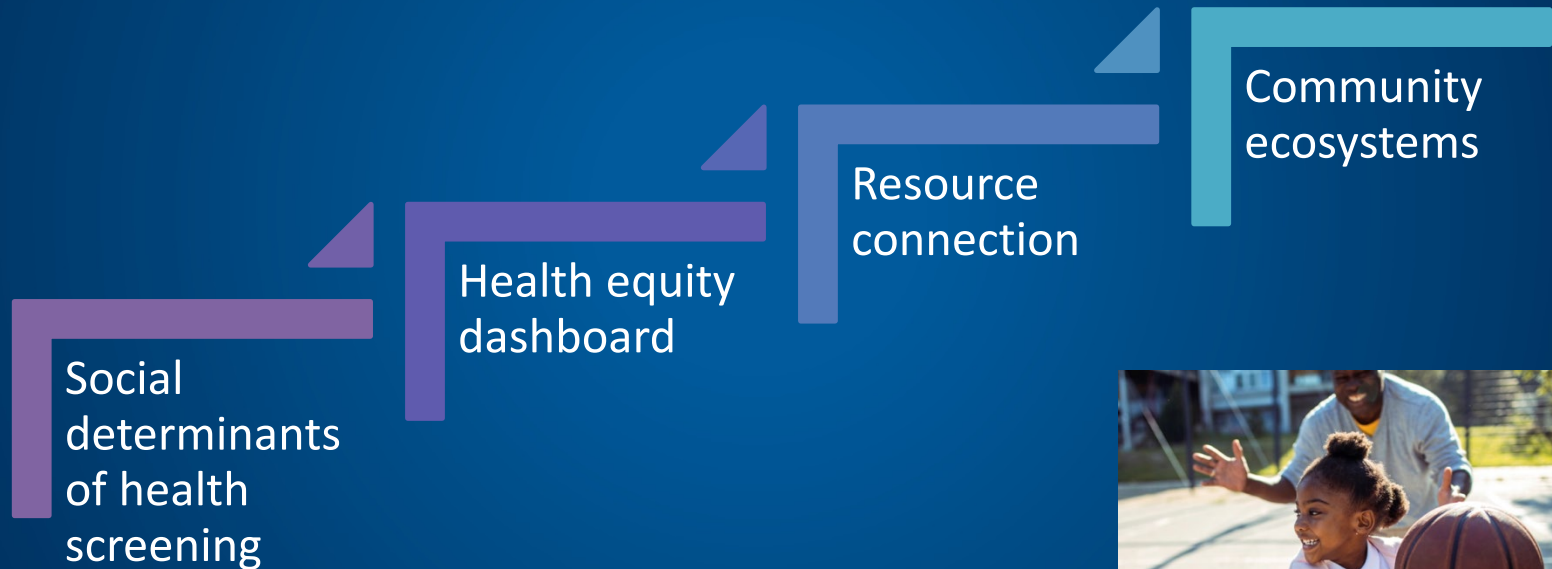 Social
determinants
of health
screening
Health equity
dashboard
Resource
connection
Community
ecosystems